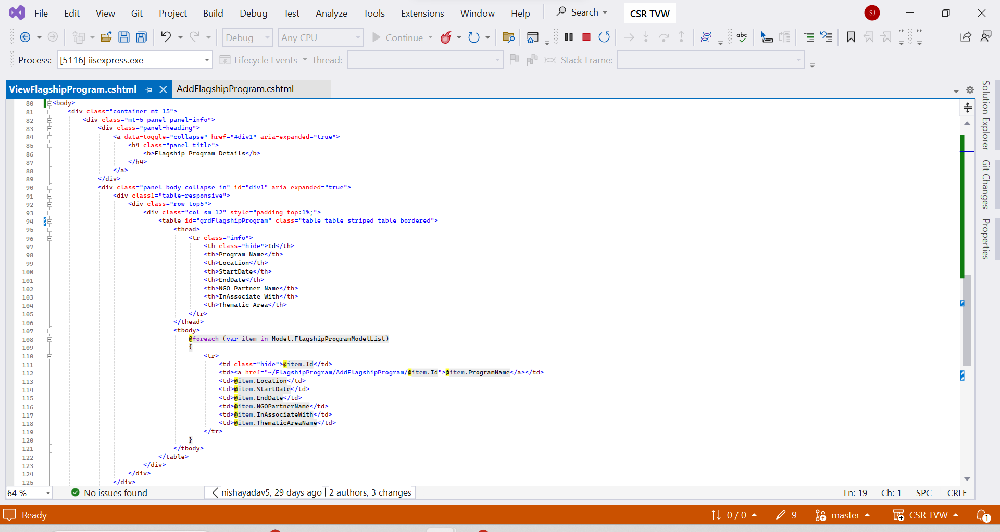 File Edit View Git Project Build Debug Test Analyze Tools Extensions Window Help Search CSR TVW SJ
Debug Any CPU Continue abc
Process: [5116] iisexpress.exe Lifecycle Events Thread: Stack Frame:
ViewFlagshipProgram.cshtml AddFlagshipProgram.cshtml
80 <body>
81 <div class="container mt-15">
82 <div class="mt-5 panel panel-info">
83 <div class="panel-heading">
84 <a data-toggle="collapse" href="#div1" aria-expanded="true">
85 <h4 class="panel-title">
86 <b>Flagship Program Details</b>
87 </h4>
88 </a>
89 </div>
90 <div class="panel-body collapse in" id="div1" aria-expanded="true">
91 <div class1="table-responsive">
92 <div class="row top5">
93 <div class="col-sm-12" style="padding-top:1%;">
94 <table id="grdFlagshipProgram" class="table table-striped table-bordered">
95 <thead>
96 <tr class="info">
97 <th class="hide">Id</th>
98 <th>Program Name</th>
99 <th>Location</th>
100 <th>StartDate</th>
101 <th>EndDate</th>
102 <th>NGO Partner Name</th>
103 <th>InAssociate With</th>
104 <th>Thematic Area</th>
105 </tr>
106 </thead>
107 <tbody>
108 @foreach (var item in Model.FlagshipProgramModelList)
109 {
110 <tr>
111 <td class="hide">@item.Id</td>
112 <td><a href="~/FlagshipProgram/AddFlagshipProgram/@item.Id">@item.ProgramName</a></td>
113 <td>@item.Location</td>
114 <td>@item.StartDate</td>
115 <td>@item.EndDate</td>
116 <td>@item.NGOPartnerName</td>
117 <td>@item.InAssociateWith</td>
118 <td>@item.ThematicAreaName</td>
119 </tr>
120 }
121 </tbody>
122 </table>
123 </div>
124 </div>
125 </div>
Solution Explorer
Git Changes
Properties
64 % No issues found nishayadav5, 29 days ago | 2 authors, 3 changes Ln: 19 Ch: 1 SPC CRLF
Ready 0 / 0 9 master CSR TVW 1